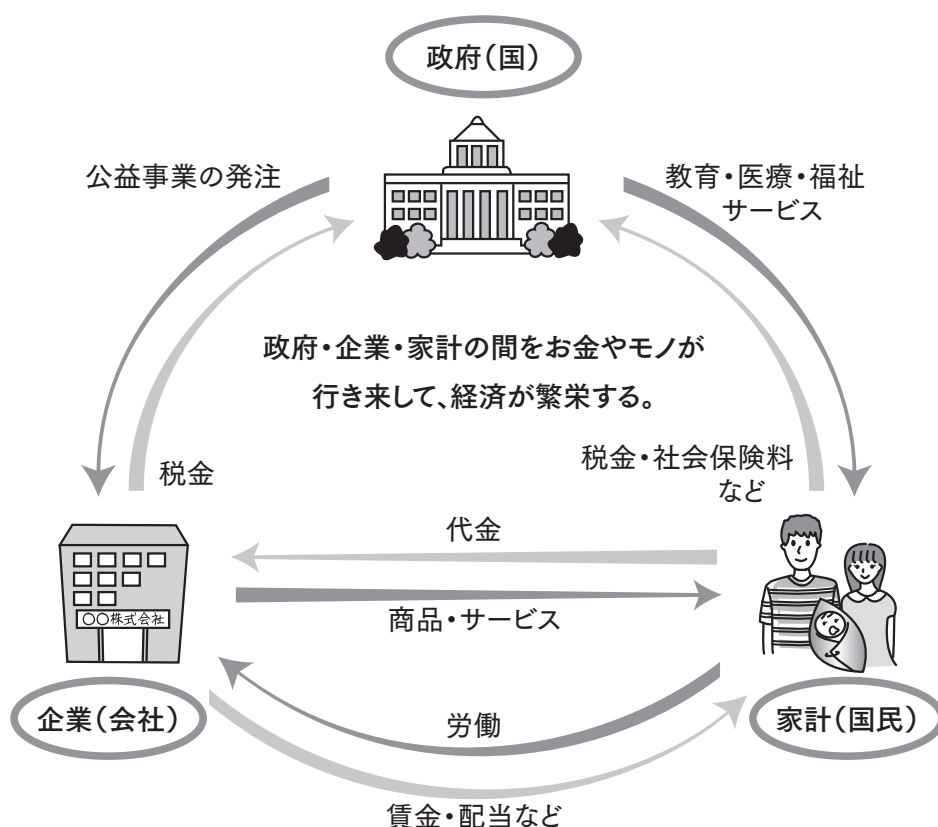 政府（国）
公益事業の発注
教育・医療・福祉
サービス
政府・企業・家計の間をお金やモノが
行き来して、経済が繁栄する。
税金
税金・社会保険料
など
代金
商品・サービス
〇〇株式会社
企業（会社）
労働
家計（国民）
賃金・配当など